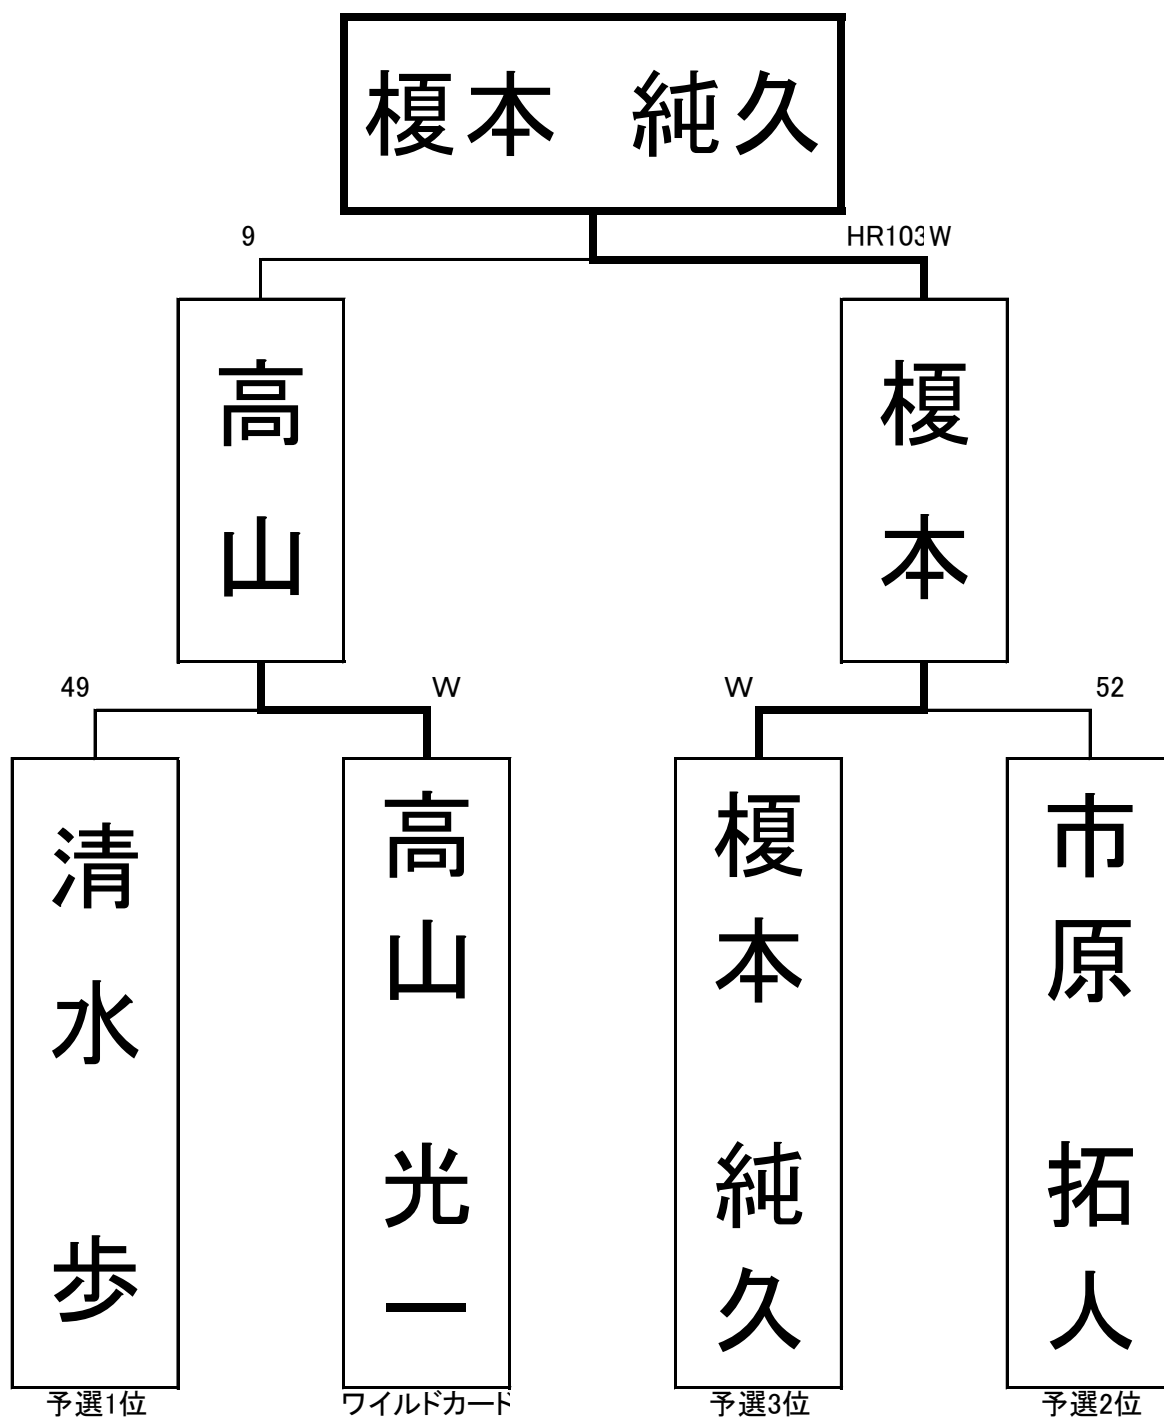 榎本　純久
9
HR103W
高山
榎本
49
W
W
52
清水　歩
高山　光一
榎本　純久
市原　拓人
予選1位
ワイルドカード
予選3位
予選2位